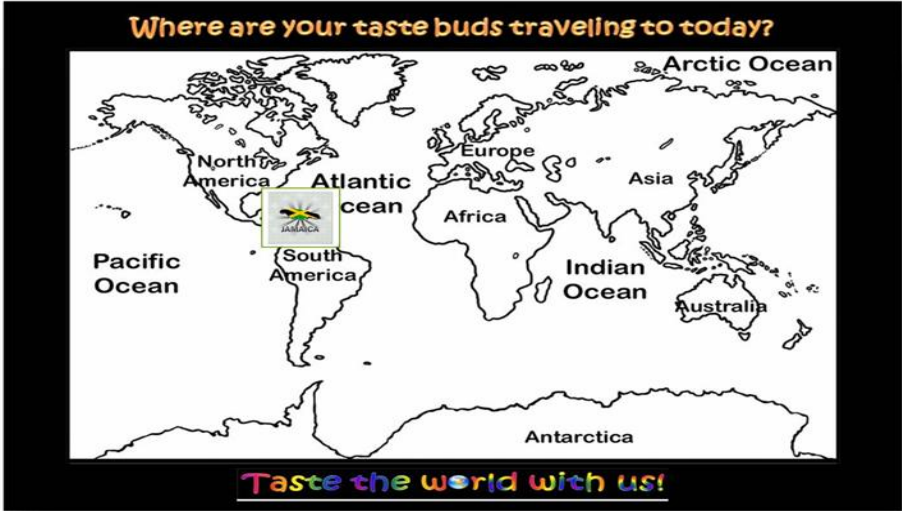 Where are your taste buds traveling to today?
Arctic Ocean
North
America
Atlantic
cean
Europe
Asia
Africa
JAMAICA
Pacific
Ocean
South
America
Indian
Ocean
Australia
Antarctica
Taste the world with us!